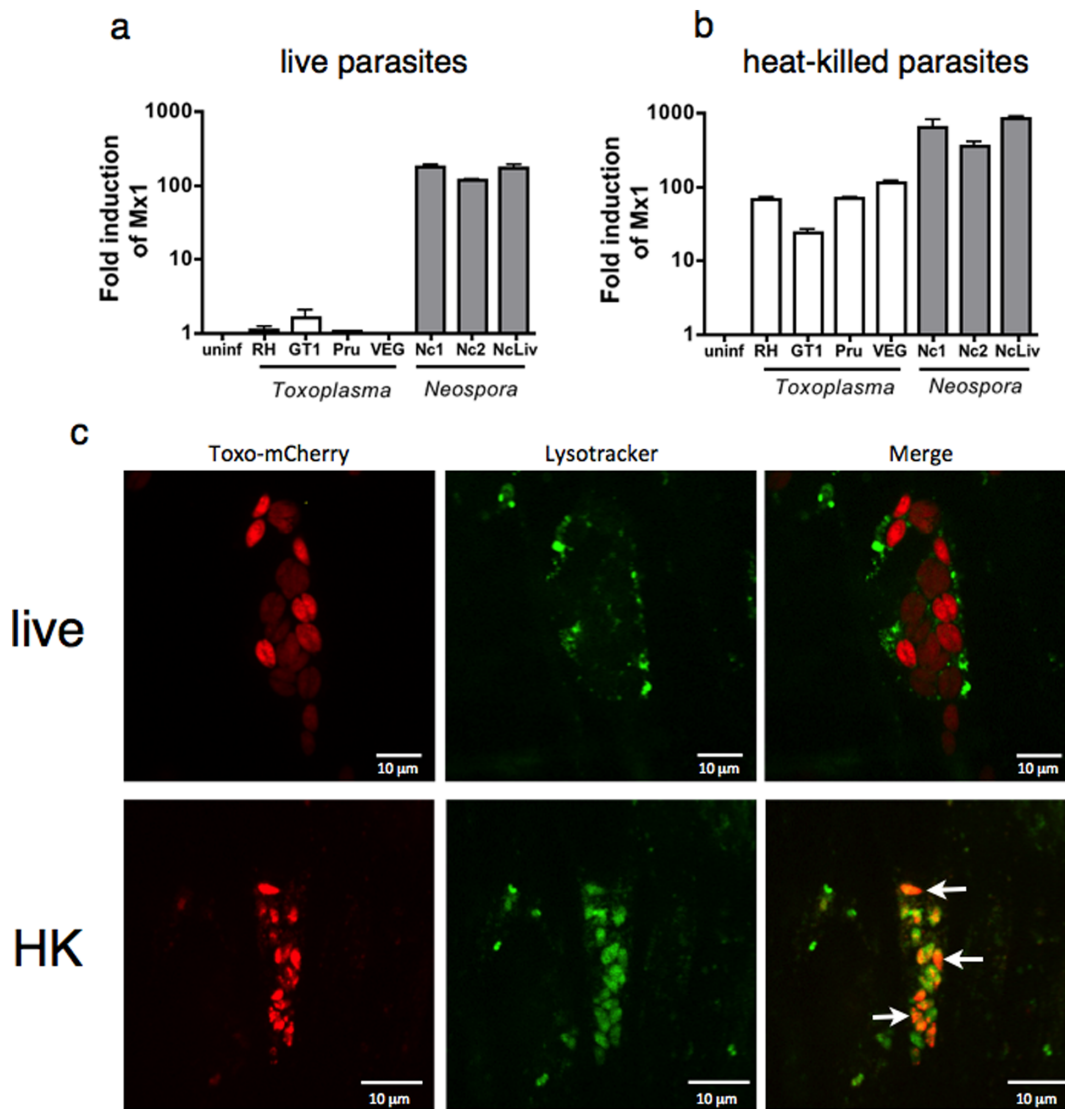 a
live parasites
Fold induction
of Mx1
1000
100
10
1
uninf RH GT1 Pru VEG Nc1 Nc2 NcLiv
Toxoplasma Neospora
b
heat-killed parasites
Fold induction
of Mx1
1000
100
10
1
uninf RH GT1 Pru VEG Nc1 Nc2 NcLiv
Toxoplasma Neospora
c
Toxo-mCherry Lysotracker Merge
live
10 µm 10 µm 10 µm
HK
10 µm 10 µm 10 µm